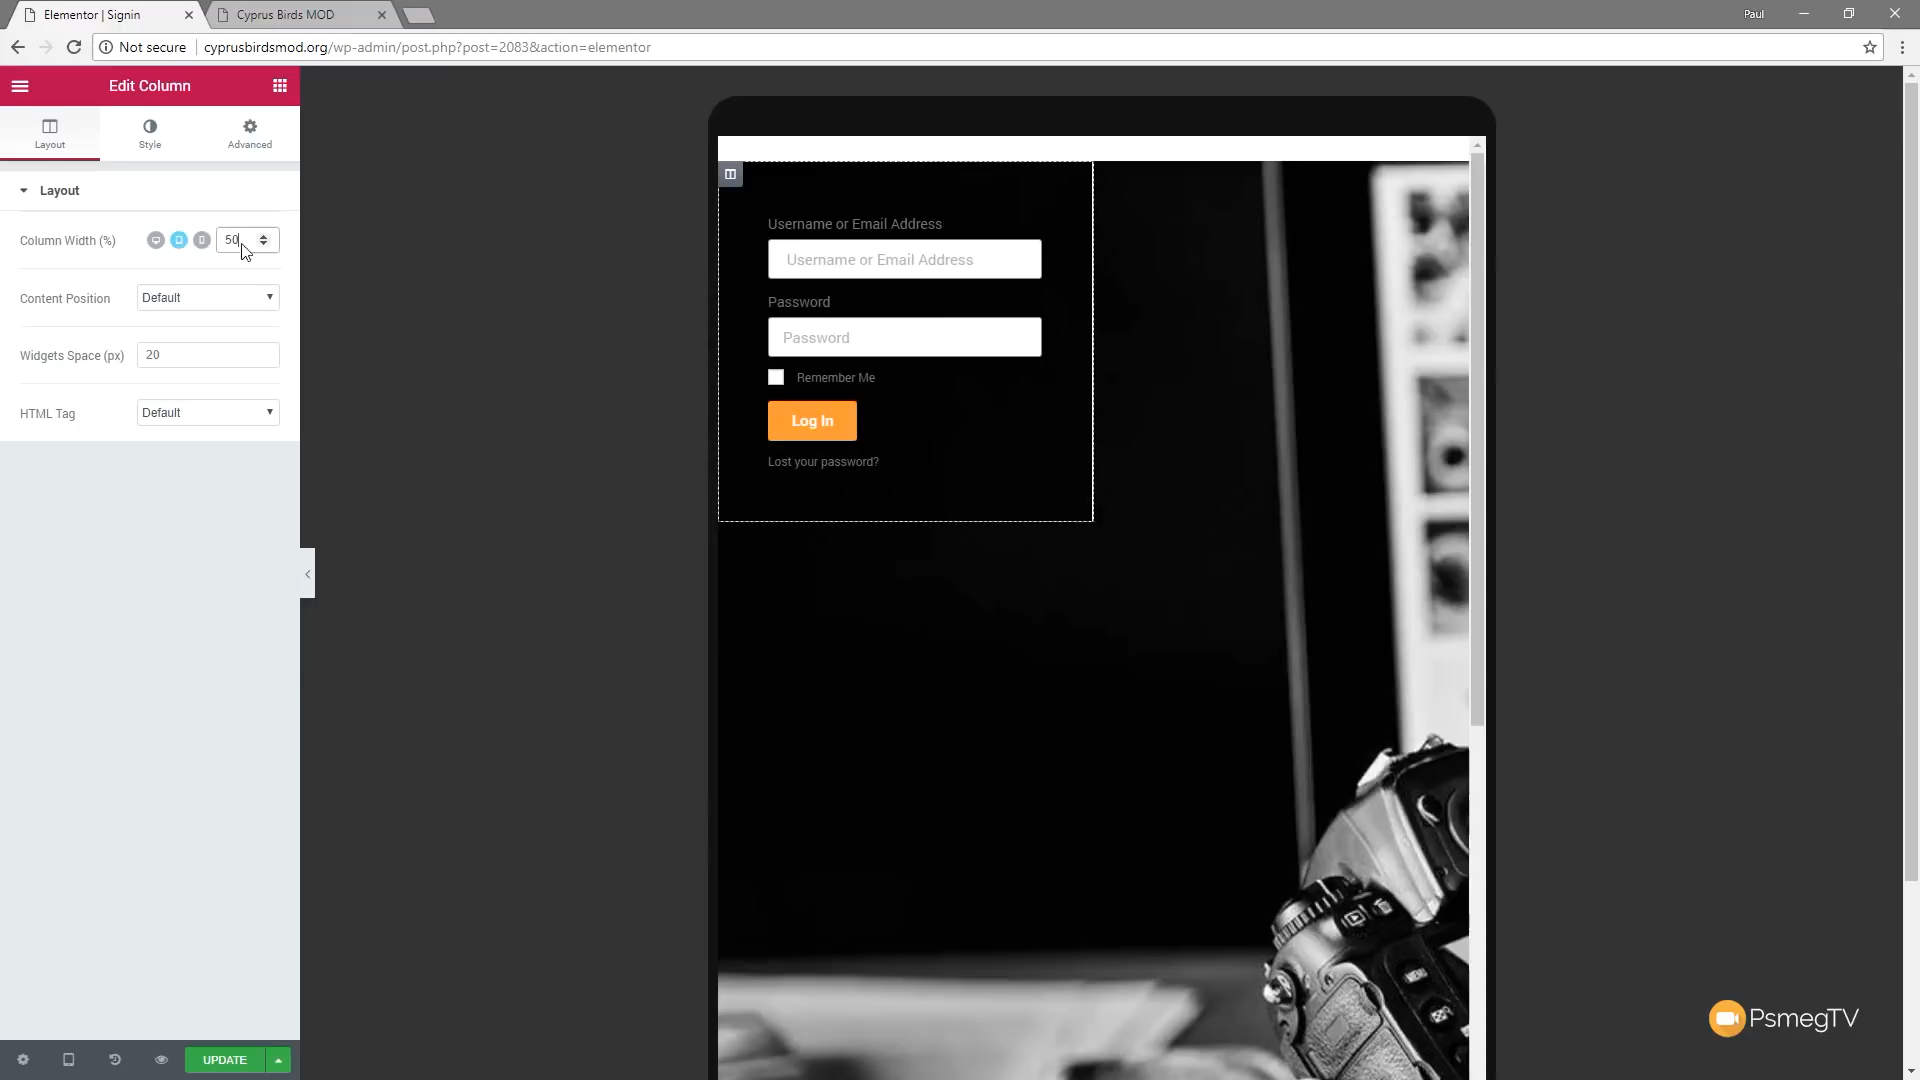 Elementor | Signin
Cyprus Birds MOD
Paul
Not secure
cyprusbirdsmod.org/wp-admin/post.php?post=2083&action=elementor
Edit Column
Layout
Style
Advanced
Layout
Column Width (%)
50
Content Position
Default
Widgets Space (px)
20
HTML Tag
Default
UPDATE
Username or Email Address
Username or Email Address
Password
Password
Remember Me
Log In
Lost your password?
MENU
PsmegTV